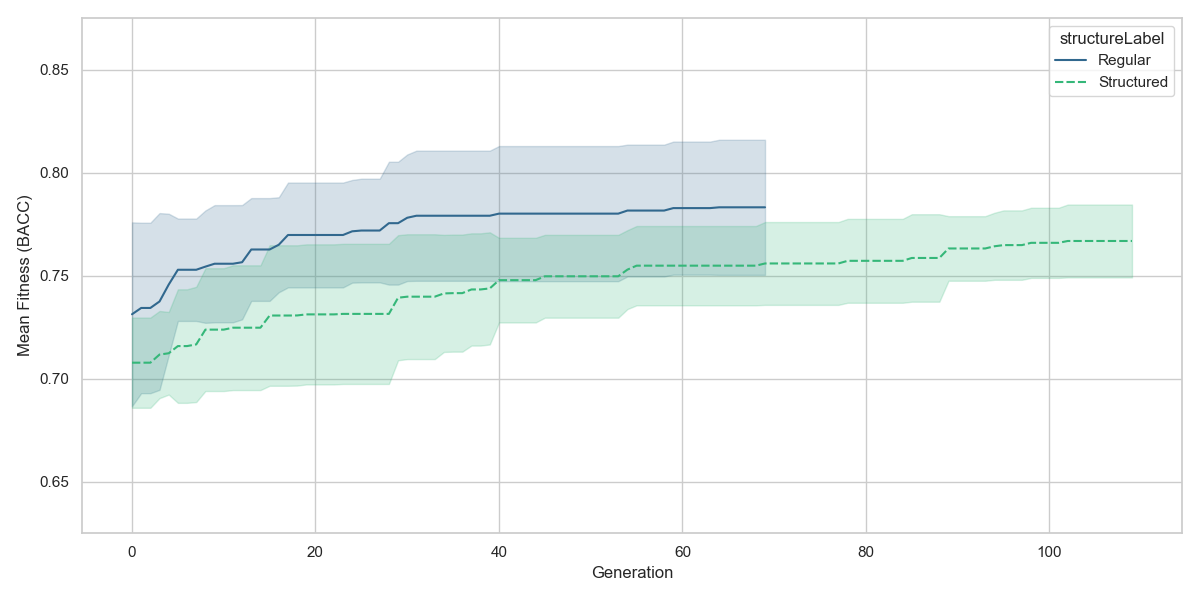 structureLabel
Regular
Structured
Mean Fitness (BACC)
0.85
0.80
0.75
0.70
0.65
0 20 40 60 80 100
Generation